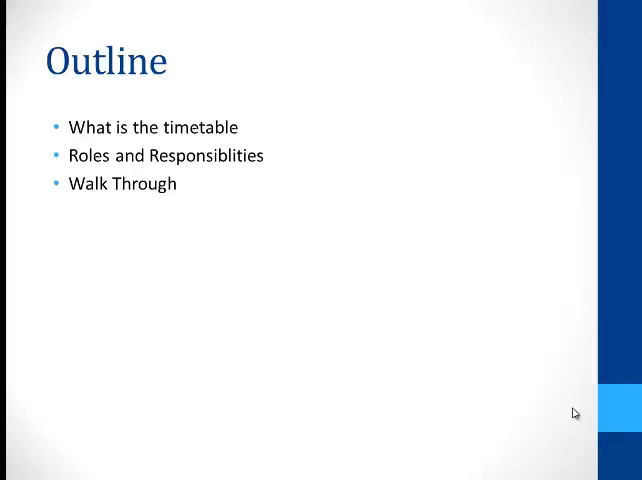 Outline
• What is the timetable
• Roles and Responsiblities
• Walk Through